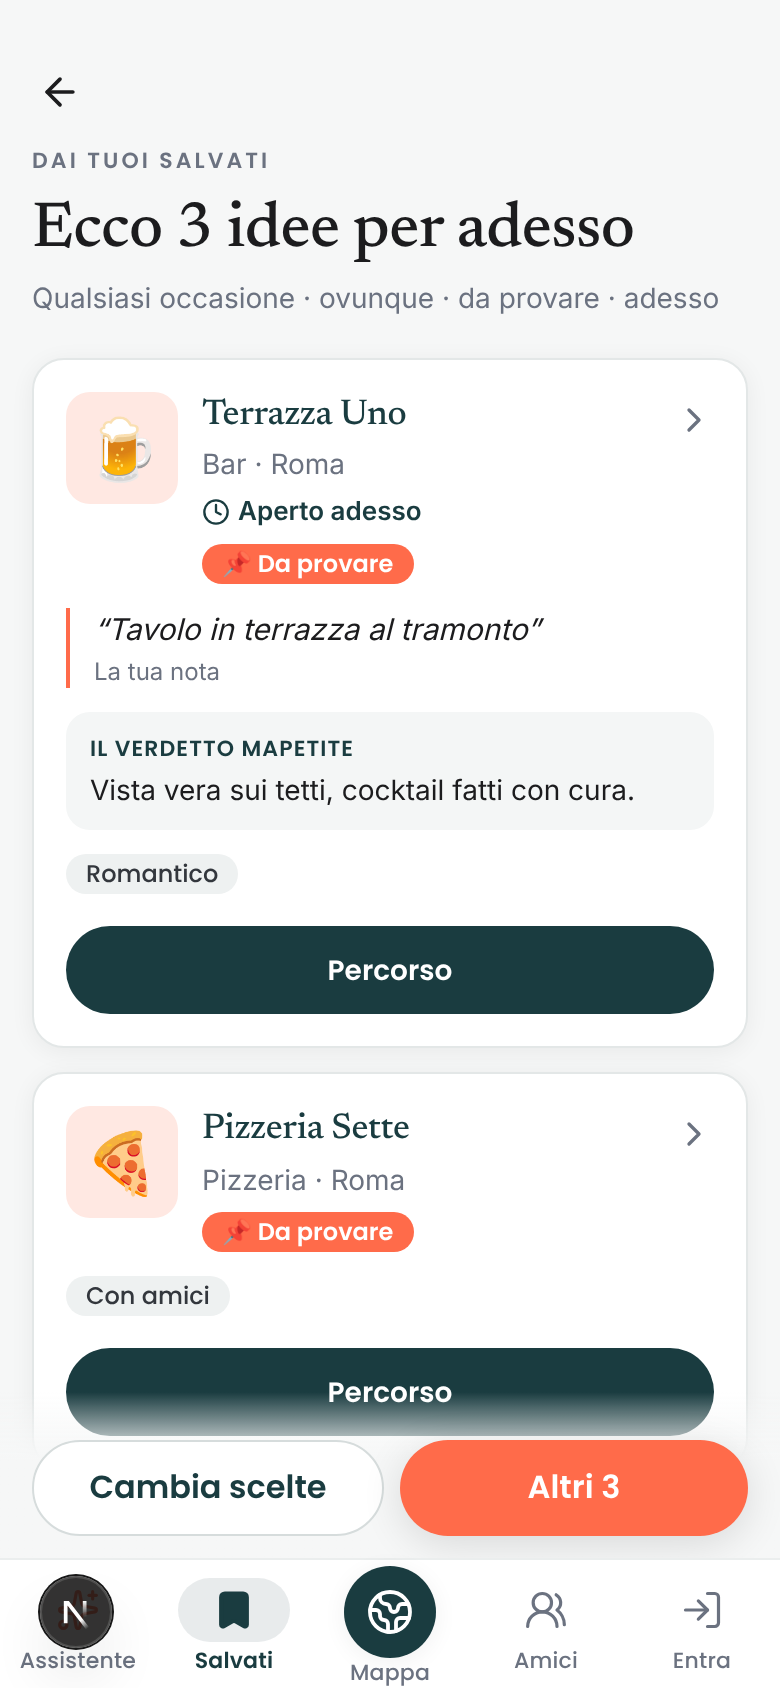 DAI TUOI SALVATI
Ecco 3 idee per adesso
Qualsiasi occasione · ovunque · da provare · adesso
Terrazza Uno
Bar · Roma
Aperto adesso
📌 Da provare
“Tavolo in terrazza al tramonto”
La tua nota
IL VERDETTO MAPETITE
Vista vera sui tetti, cocktail fatti con cura.
Romantico
Percorso
Pizzeria Sette
Pizzeria · Roma
📌 Da provare
Con amici
Percorso
Cambia scelte
Altri 3
N
Assistente
Salvati
Mappa
Amici
Entra